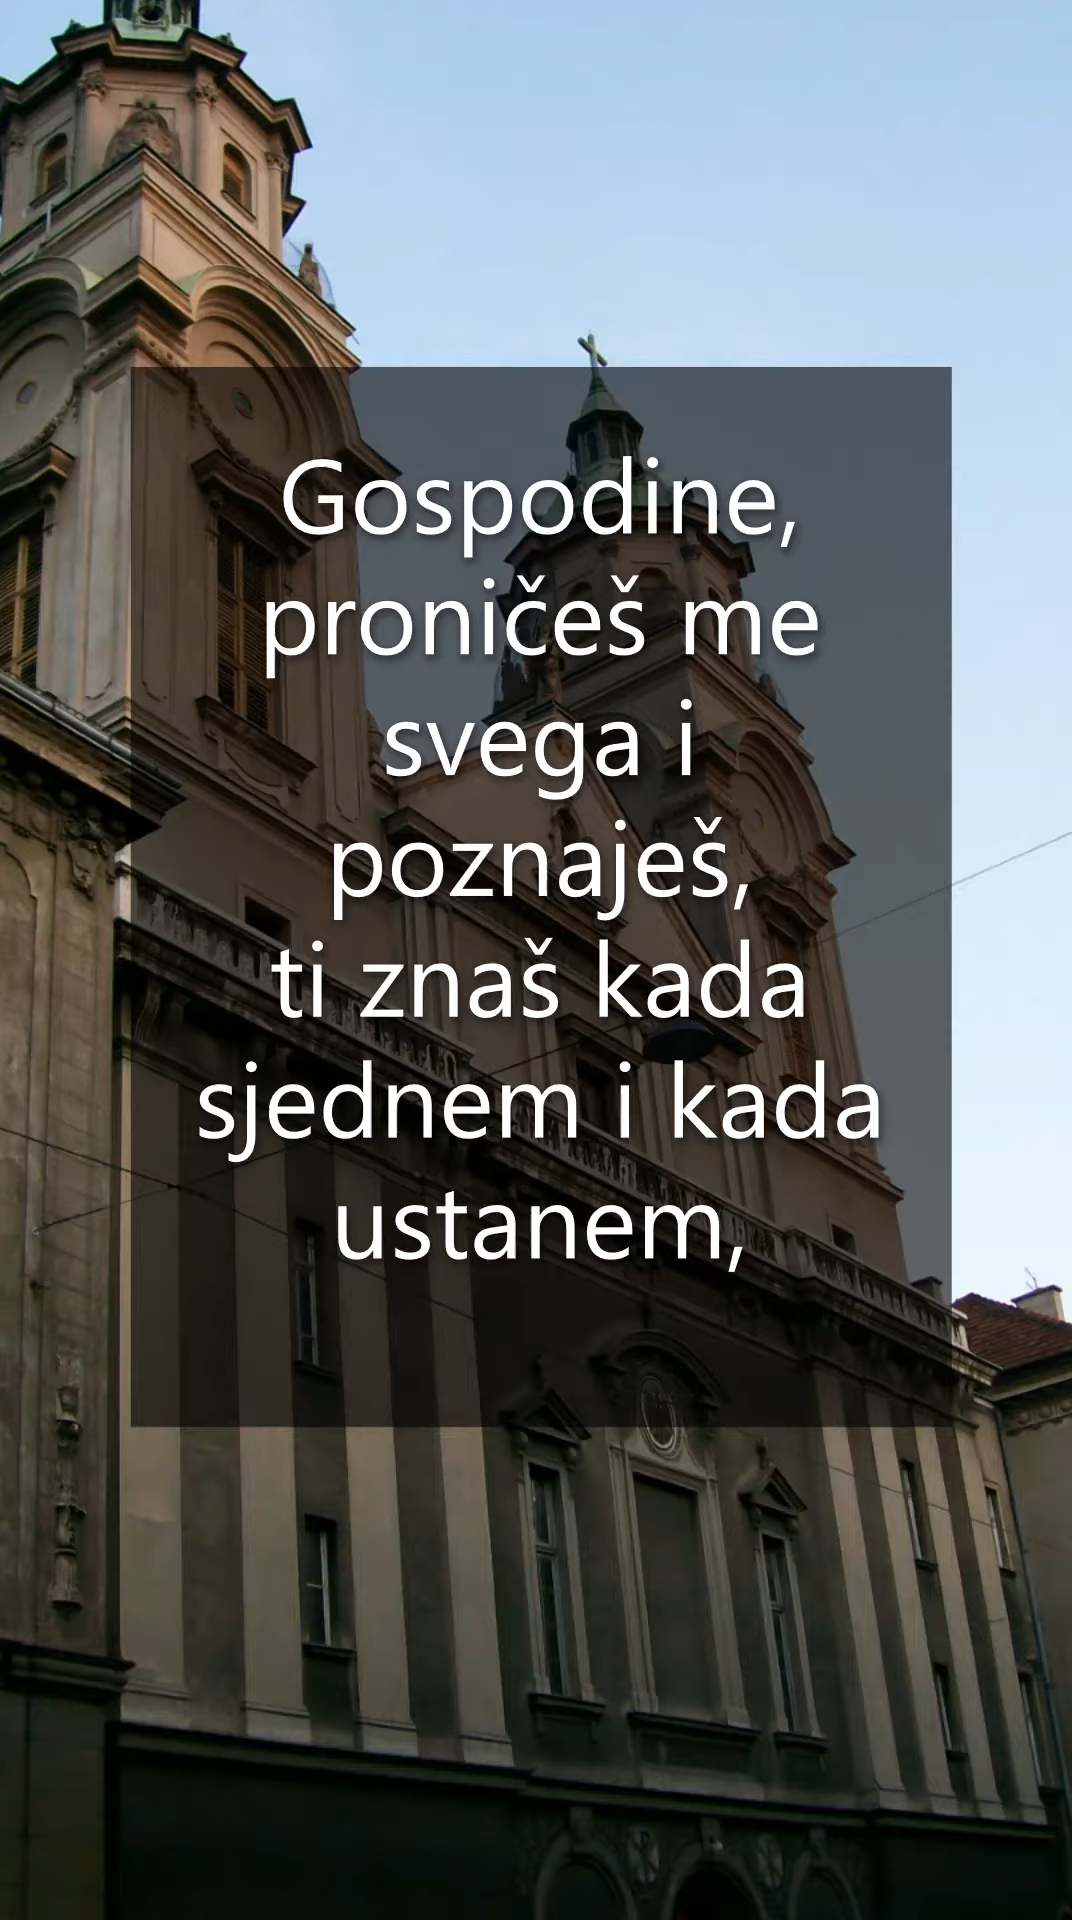 Gospodine,
proničeš me
svega i
poznaješ,
ti znaš kada
sjednem i kada
ustanem,